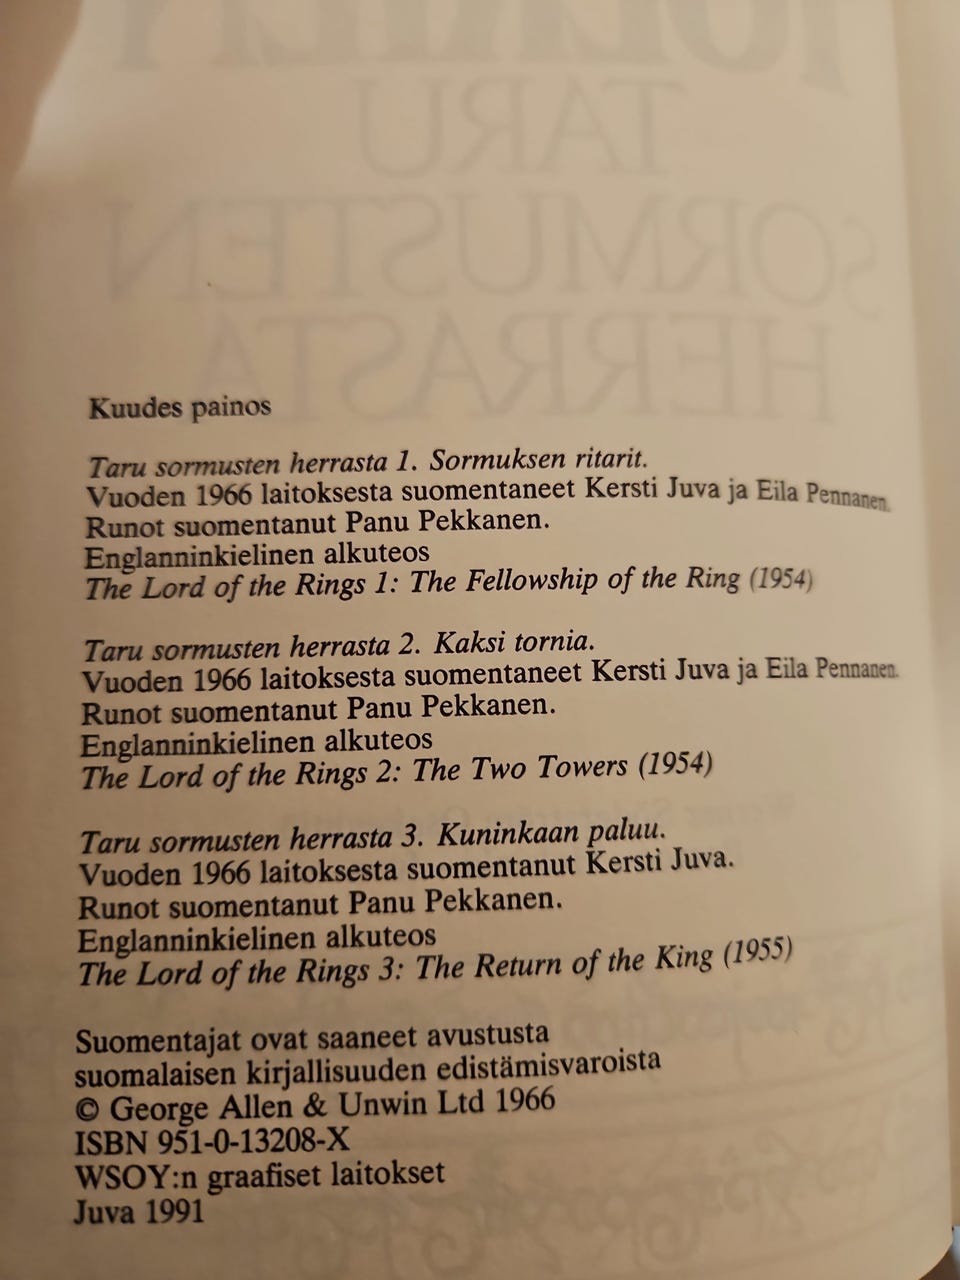 TOLKIEN
TARU
SORMUSTEN
HERRASTA
Kuudes painos
Taru sormusten herrasta 1. Sormuksen ritarit.
Vuoden 1966 laitoksesta suomentaneet Kersti Juva ja Eila Pennanen.
Runot suomentanut Panu Pekkanen.
Englanninkielinen alkuteos
The Lord of the Rings 1: The Fellowship of the Ring (1954)
Taru sormusten herrasta 2. Kaksi tornia.
Vuoden 1966 laitoksesta suomentaneet Kersti Juva ja Eila Pennanen.
Runot suomentanut Panu Pekkanen.
Englanninkielinen alkuteos
The Lord of the Rings 2: The Two Towers (1954)
Taru sormusten herrasta 3. Kuninkaan paluu.
Vuoden 1966 laitoksesta suomentanut Kersti Juva.
Runot suomentanut Panu Pekkanen.
Englanninkielinen alkuteos
The Lord of the Rings 3: The Return of the King (1955)
Suomentajat ovat saaneet avustusta
suomalaisen kirjallisuuden edistämisvaroista
© George Allen & Unwin Ltd 1966
ISBN 951-0-13208-X
WSOY:n graafiset laitokset
Juva 1991